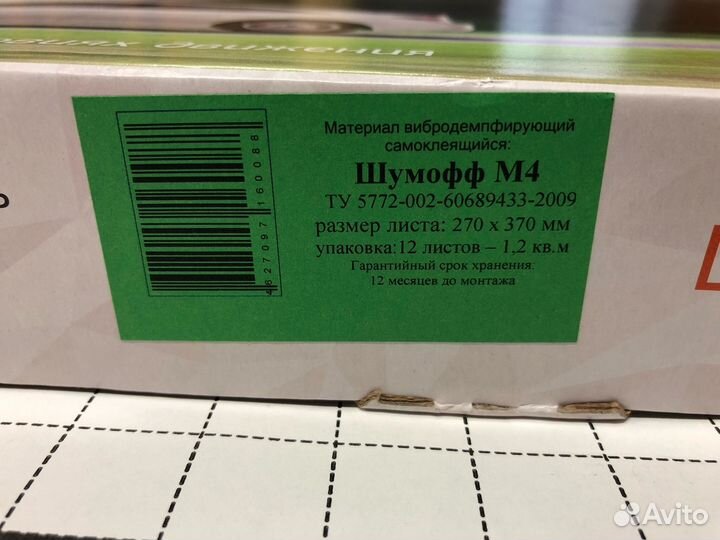 движения
Материал вибродемпфирующий
самоклеящийся:
Шумофф М4
ТУ 5772-002-60689433-2009
размер листа: 270 х 370 мм
упаковка:12 листов – 1,2 кв.м
Гарантийный срок хранения:
12 месяцев до монтажа
4627097160088
Avito